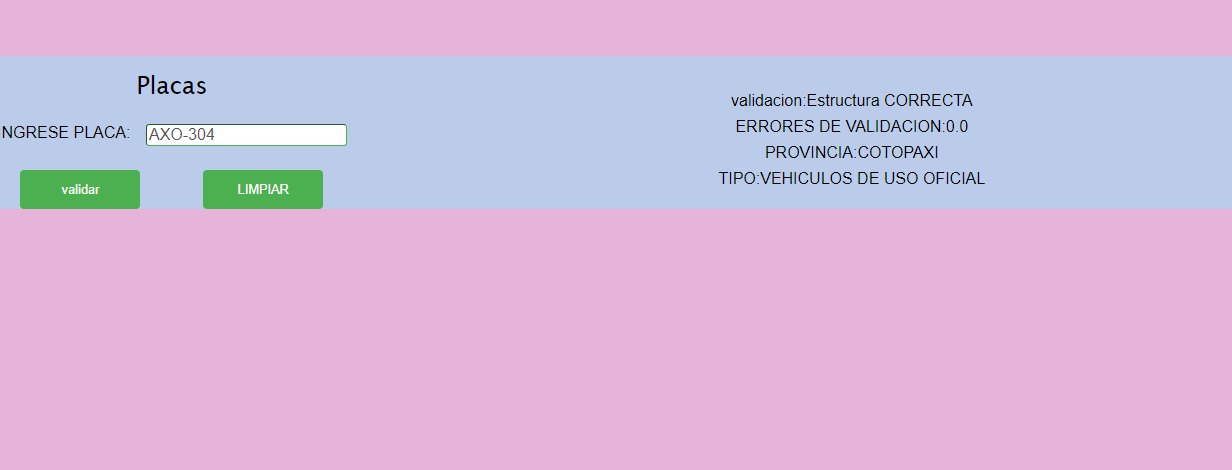 Placas
NGRESE PLACA: AXO-304
validar LIMPIAR
validacion:Estructura CORRECTA
ERRORES DE VALIDACION:0.0
PROVINCIA:COTOPAXI
TIPO:VEHICULOS DE USO OFICIAL